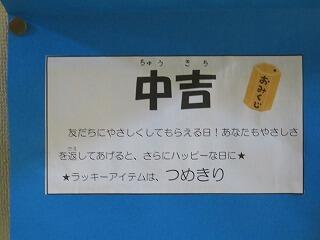 ちゅう きち
中吉
おみくじ
友だちにやさしくしてもらえる日！あなたもやさしさ
かえ
を返してあげると、さらにハッピーな日に★
★ラッキーアイテムは、つめきり